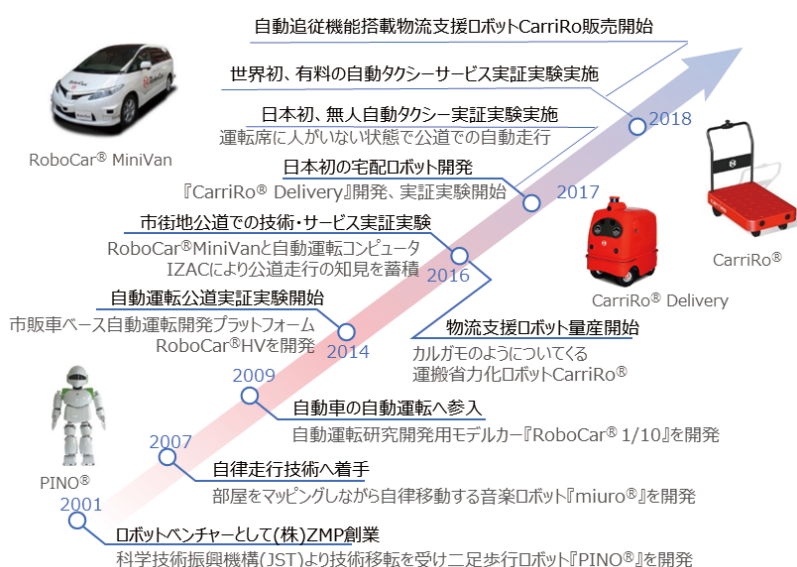 自動追従機能搭載物流支援ロボットCarriRo販売開始
世界初、有料の自動タクシーサービス実証実験実施
日本初、無人自動タクシー実証実験実施
運転席に人がいない状態で公道での自動走行
2018
RoboCar® MiniVan
日本初の宅配ロボット開発
『CarriRo® Delivery』開発、実証実験開始
2017
市街地公道での技術・サービス実証実験
RoboCar®MiniVanと自動運転コンピュータ
IZACにより公道走行の知見を蓄積
2016
CarriRo®
CarriRo® Delivery
自動運転公道実証実験開始
市販車ベース自動運転開発プラットフォーム
RoboCar®HVを開発
2014
物流支援ロボット量産開始
カルガモのようについてくる
運搬省力化ロボットCarriRo®
2009
自動車の自動運転へ参入
自動運転研究開発用モデルカー『RoboCar® 1/10』を開発
2007
自律走行技術へ着手
部屋をマッピングしながら自律移動する音楽ロボット『miuro®』を開発
PINO®
2001
ロボットベンチャーとして(株)ZMP創業
科学技術振興機構(JST)より技術移転を受け二足歩行ロボット『PINO®』を開発